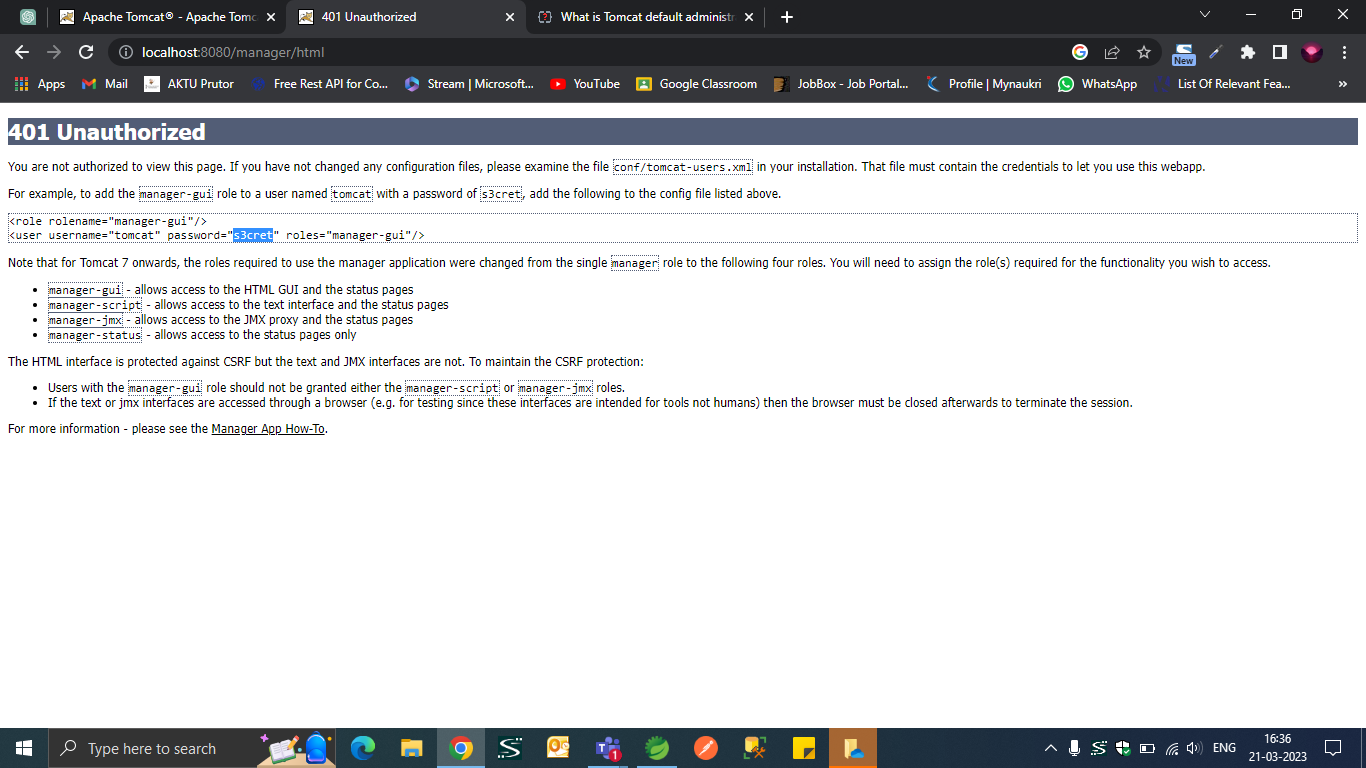 Apache Tomcat® - Apache Tomc
401 Unauthorized
What is Tomcat default administr
localhost:8080/manager/html
New
Apps
Mail
AKTU Prutor
Free Rest API for Co...
Stream | Microsoft...
YouTube
Google Classroom
JobBox - Job Portal...
Profile | Mynaukri
WhatsApp
List Of Relevant Fea...
»
401 Unauthorized
You are not authorized to view this page. If you have not changed any configuration files, please examine the file conf/tomcat-users.xml in your installation. That file must contain the credentials to let you use this webapp.
For example, to add the manager-gui role to a user named tomcat with a password of s3cret, add the following to the config file listed above.
<role rolename="manager-gui"/>
<user username="tomcat" password="s3cret" roles="manager-gui"/>
Note that for Tomcat 7 onwards, the roles required to use the manager application were changed from the single manager role to the following four roles. You will need to assign the role(s) required for the functionality you wish to access.
• manager-gui - allows access to the HTML GUI and the status pages
• manager-script - allows access to the text interface and the status pages
• manager-jmx - allows access to the JMX proxy and the status pages
• manager-status - allows access to the status pages only
The HTML interface is protected against CSRF but the text and JMX interfaces are not. To maintain the CSRF protection:
• Users with the manager-gui role should not be granted either the manager-script or manager-jmx roles.
• If the text or jmx interfaces are accessed through a browser (e.g. for testing since these interfaces are intended for tools not humans) then the browser must be closed afterwards to terminate the session.
For more information - please see the Manager App How-To.
Type here to search
1
ENG
16:36
21-03-2023